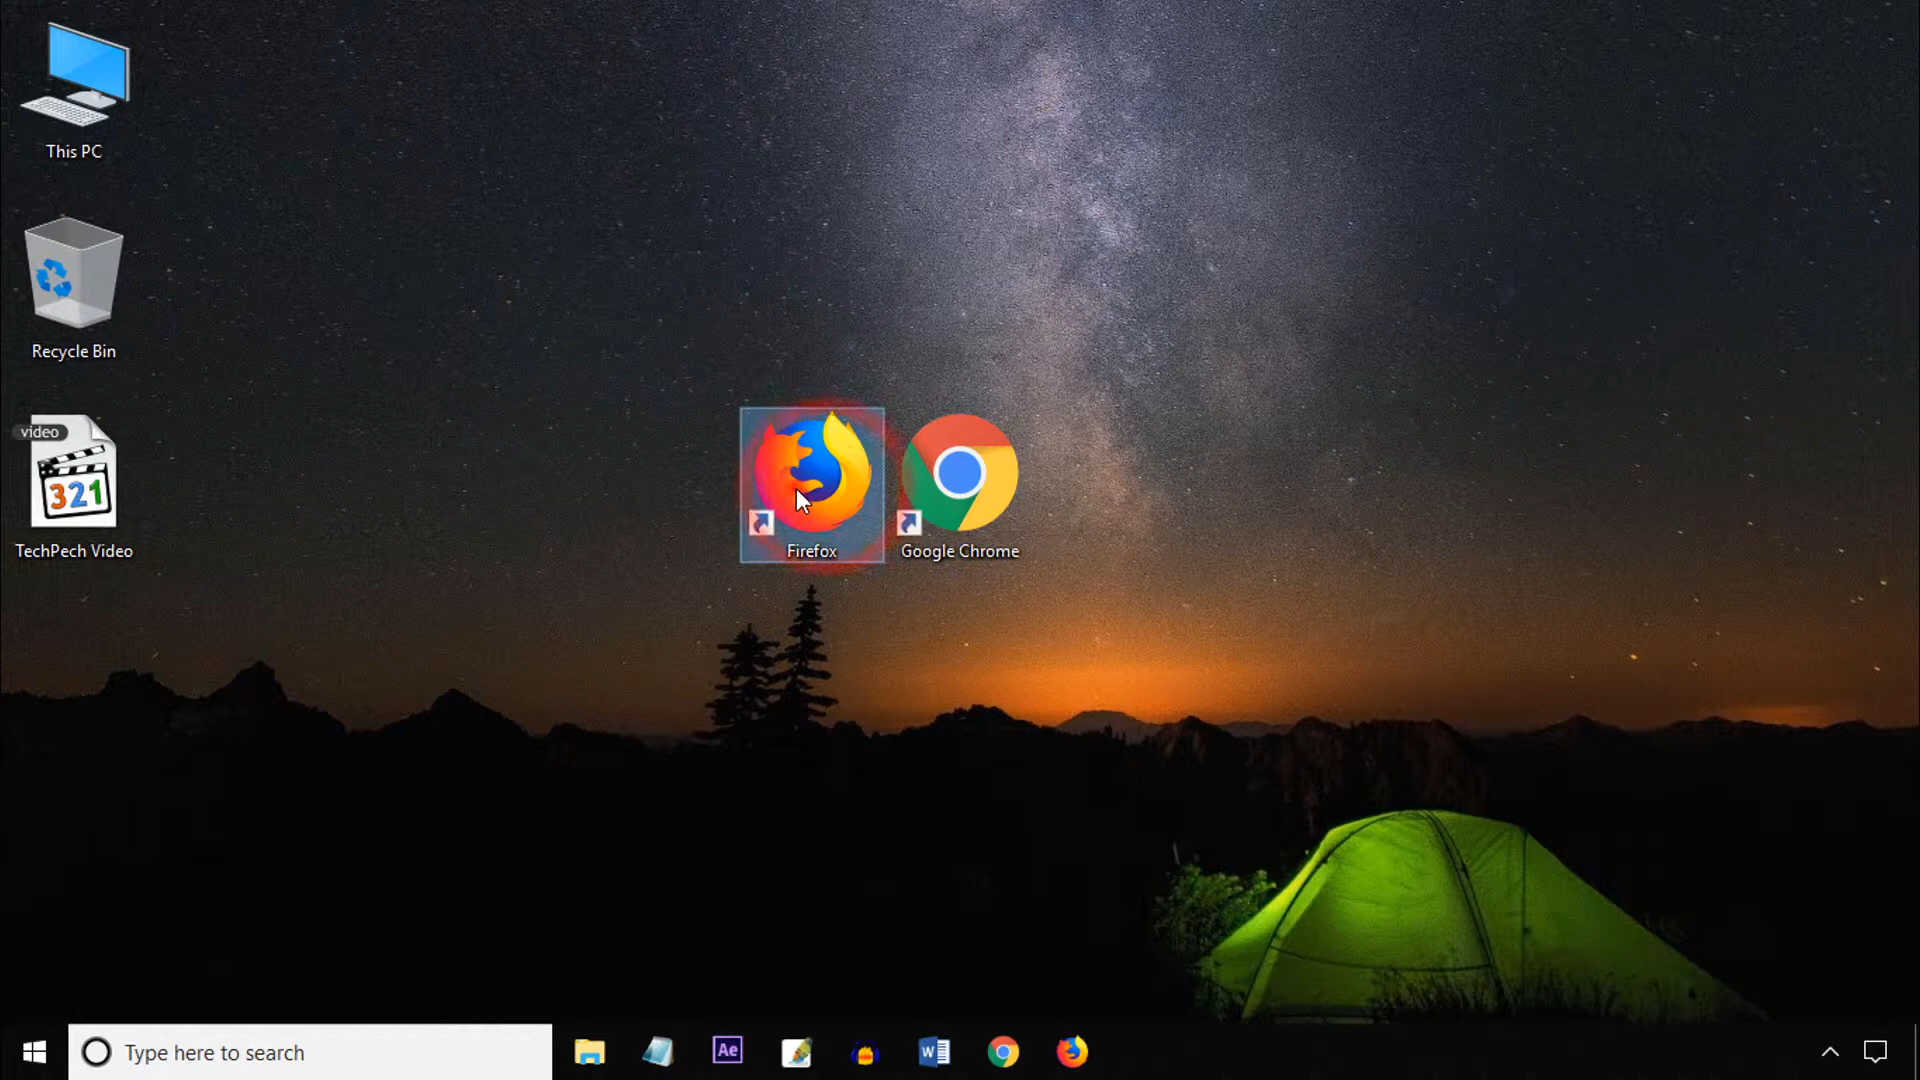 This PC
Recycle Bin
video
321
TechPech Video
Firefox
Google Chrome
Type here to search
Ae
W